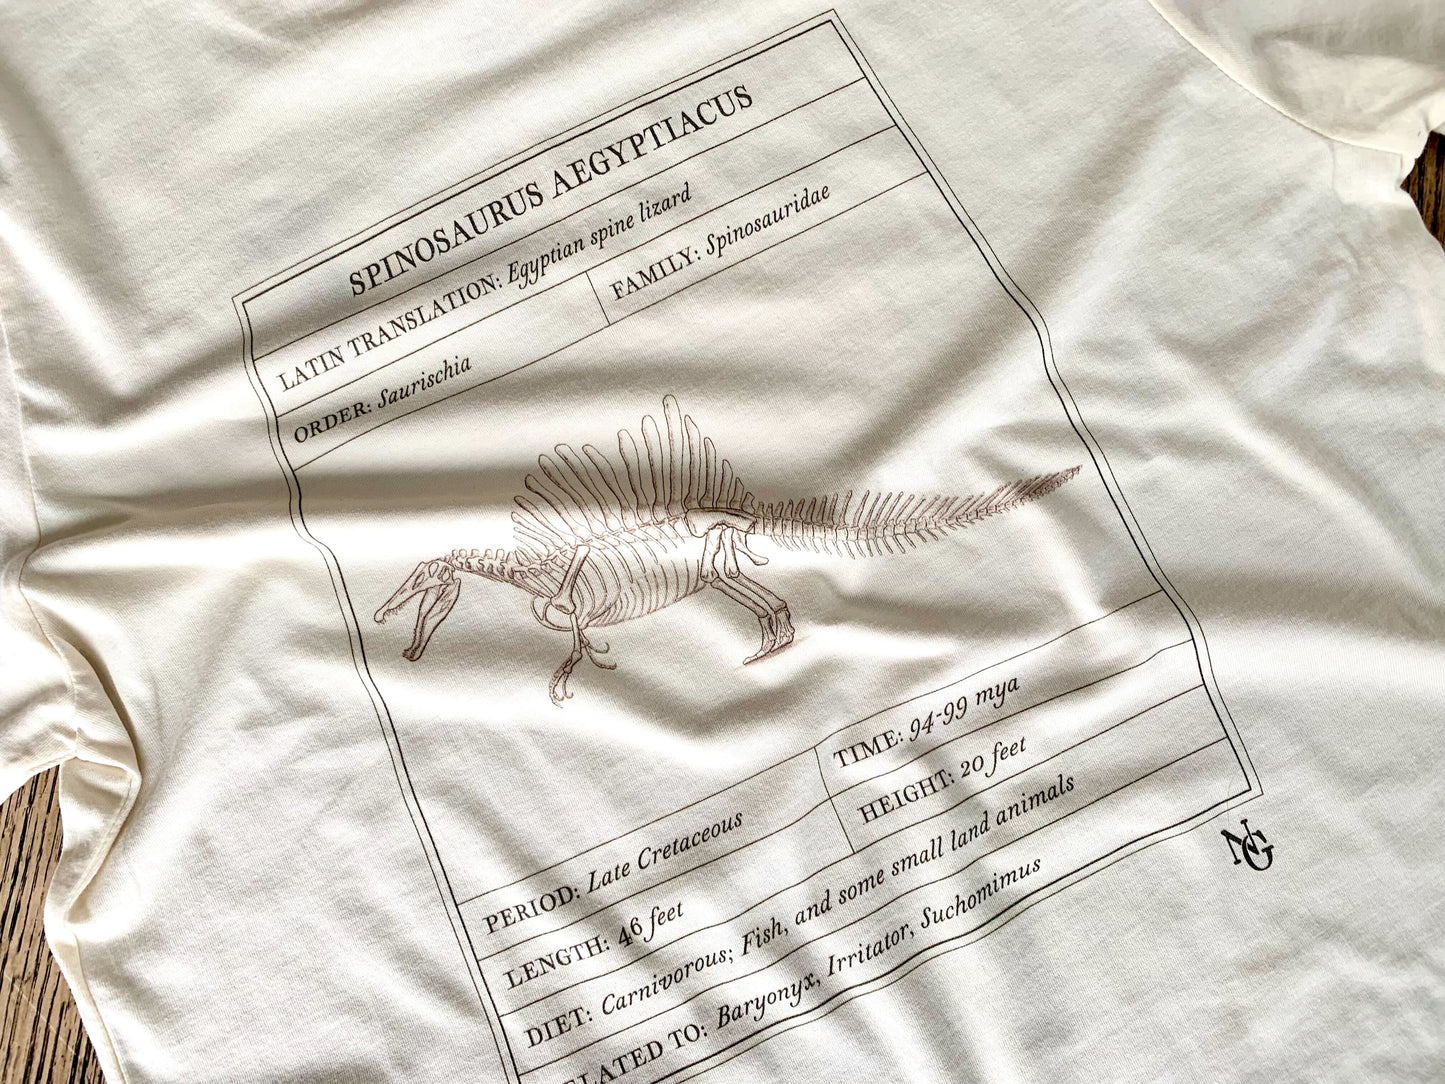 SPINOSAURUS AEGYPTIACUS
LATIN TRANSLATION: Egyptian spine lizard
ORDER: Saurischia
FAMILY: Spinosauridae
PERIOD: Late Cretaceous
TIME: 94-99 mya
LENGTH: 46 feet
HEIGHT: 20 feet
DIET: Carnivorous; Fish, and some small land animals
ELATED TO: Baryonyx, Irritator, Suchomimus
NG